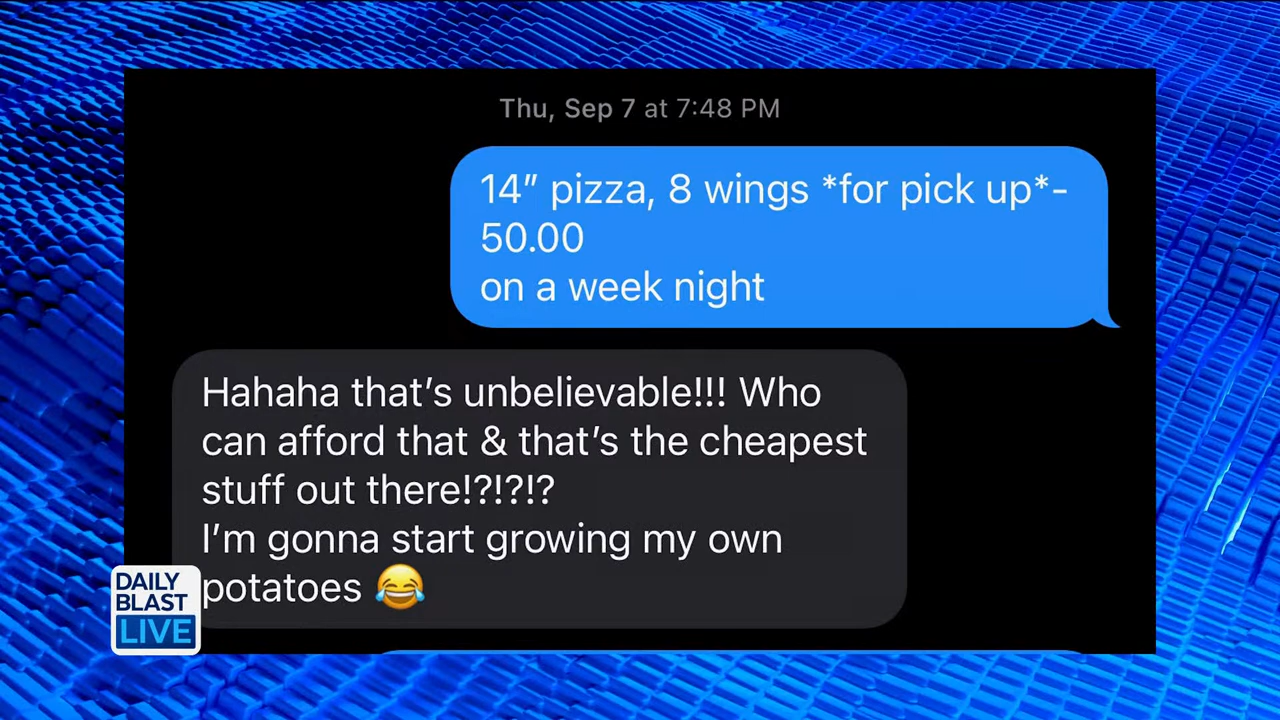 Thu, Sep 7 at 7:48 PM
14” pizza, 8 wings *for pick up*-
50.00
on a week night
Hahaha that’s unbelievable!!! Who
can afford that & that’s the cheapest
stuff out there!?!?!?
I’m gonna start growing my own
potatoes 😂
DAILY
BLAST
LIVE